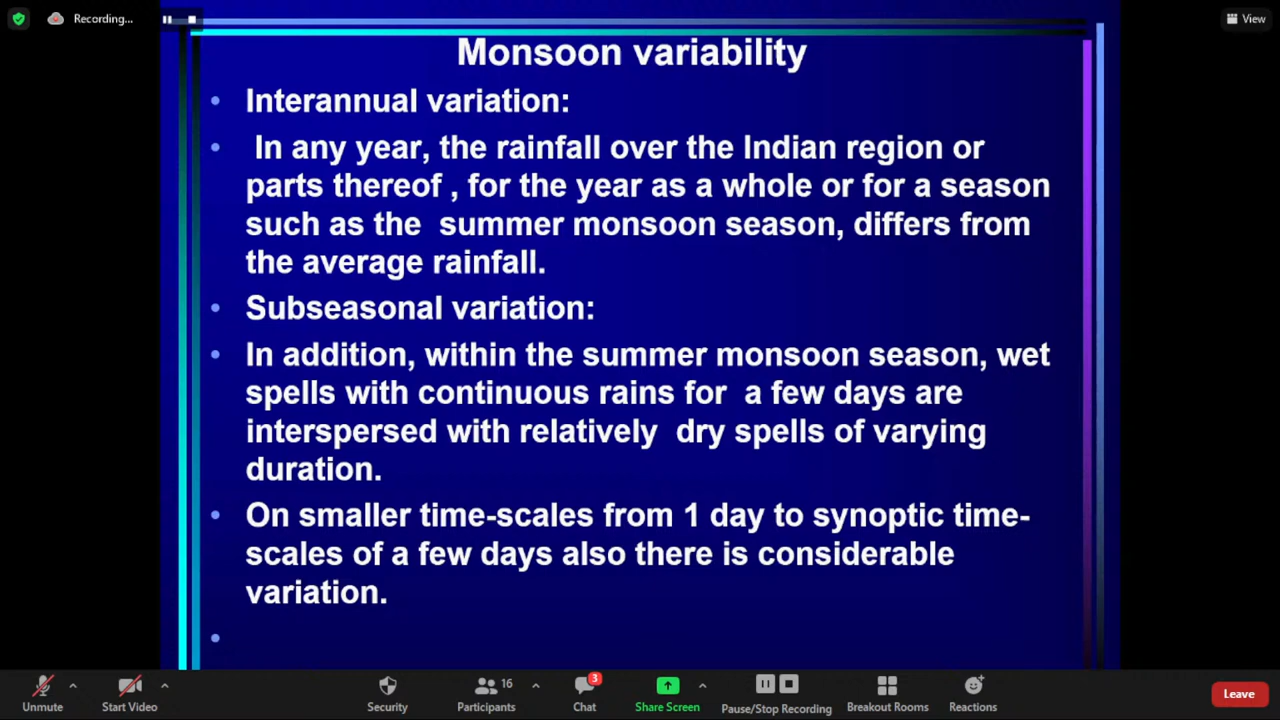 Recording...
View
Monsoon variability
• Interannual variation:
• In any year, the rainfall over the Indian region or
parts thereof , for the year as a whole or for a season
such as the summer monsoon season, differs from
the average rainfall.
• Subseasonal variation:
• In addition, within the summer monsoon season, wet
spells with continuous rains for a few days are
interspersed with relatively dry spells of varying
duration.
• On smaller time-scales from 1 day to synoptic time-
scales of a few days also there is considerable
variation.
•
16
3
Unmute
Start Video
Security
Participants
Chat
Share Screen
Pause/Stop Recording
Breakout Rooms
Reactions
Leave